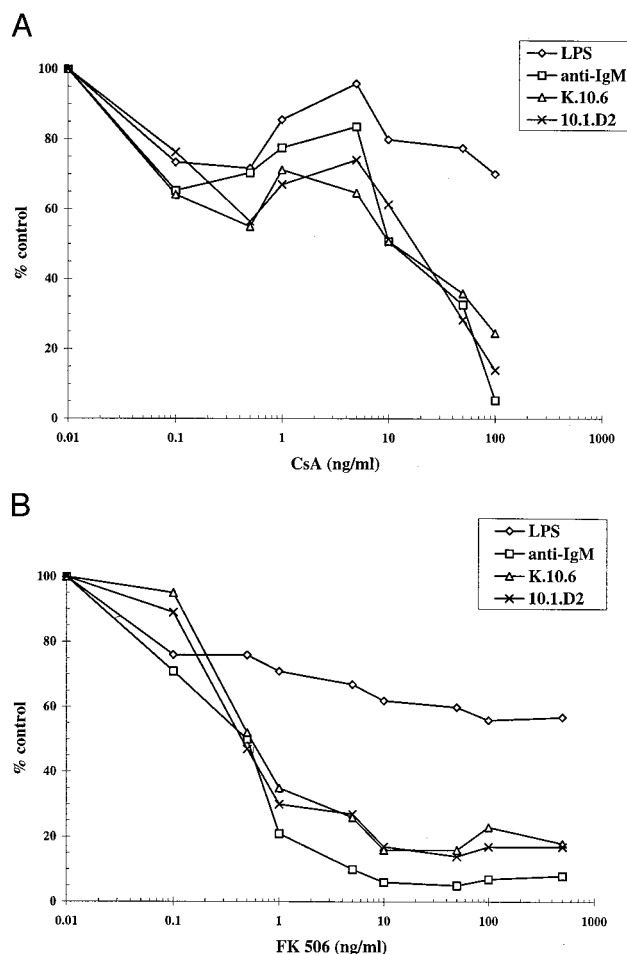 A
LPS
anti-IgM
K.10.6
10.1.D2
100
80
60
40
20
0
% control
0.01 0.1 1 10 100 1000
CsA (ng/ml)
B
LPS
anti-IgM
K.10.6
10.1.D2
100
80
60
40
20
0
% control
0.01 0.1 1 10 100 1000
FK 506 (ng/ml)